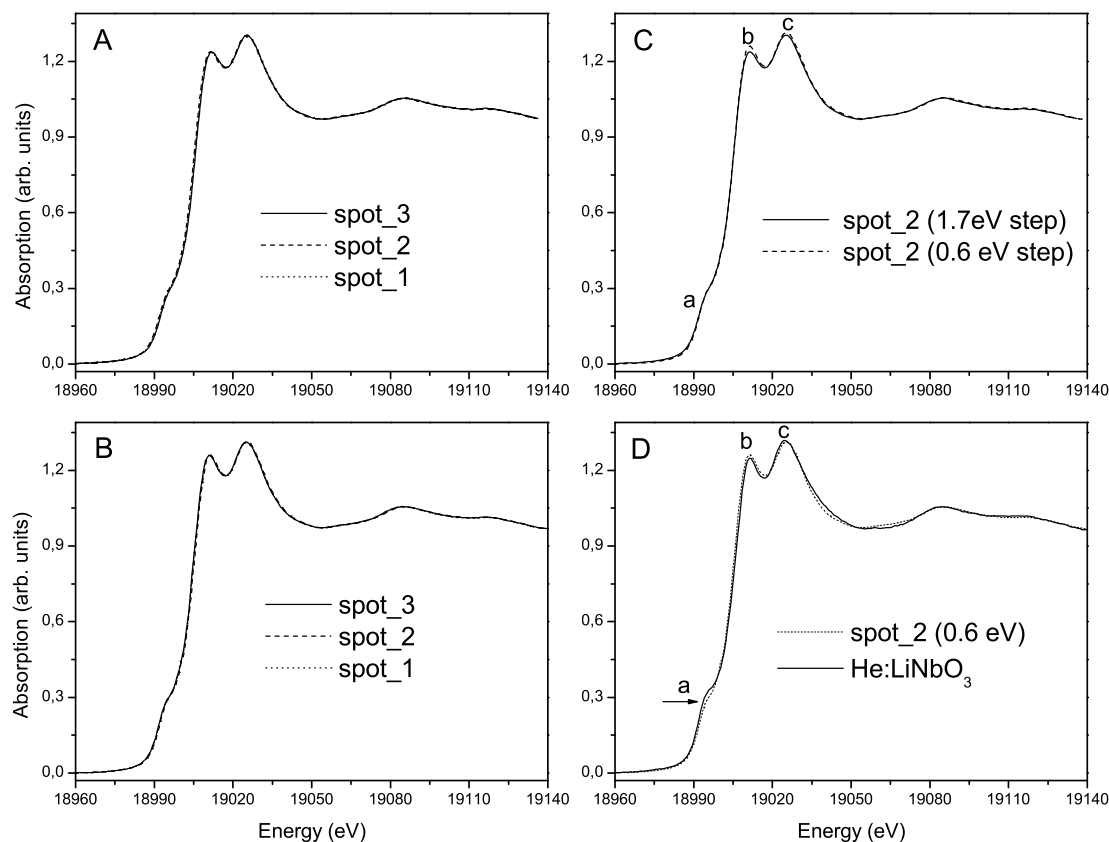 A
1,2
0,9
0,6
0,3
0,0
Absorption (arb. units)
spot_3
spot_2
spot_1
18960 18990 19020 19050 19080 19110 19140
C
b
c
a
1,2
0,9
0,6
0,3
0,0
spot_2 (1.7eV step)
spot_2 (0.6 eV step)
18960 18990 19020 19050 19080 19110 19140
B
1,2
0,9
0,6
0,3
0,0
Absorption (arb. units)
spot_3
spot_2
spot_1
18960 18990 19020 19050 19080 19110 19140
Energy (eV)
D
b
c
a
1,2
0,9
0,6
0,3
0,0
spot_2 (0.6 eV)
He:LiNbO3
18960 18990 19020 19050 19080 19110 19140
Energy (eV)